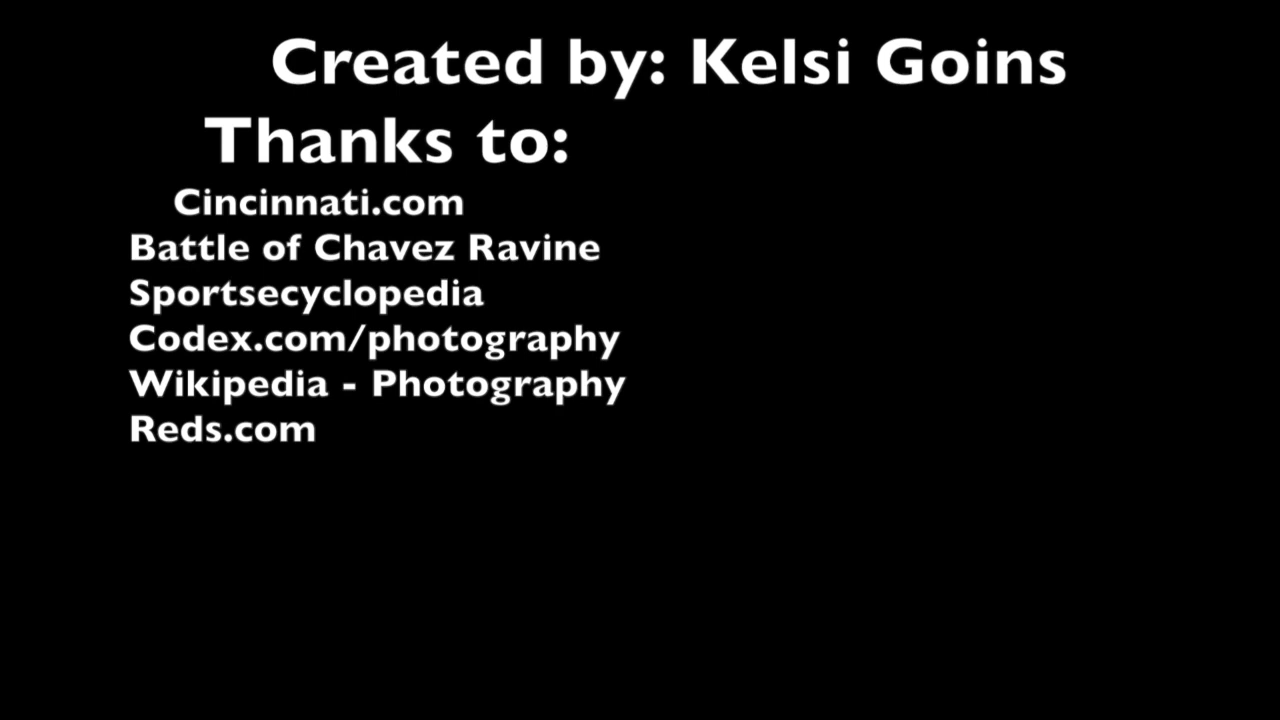 Created by: Kelsi Goins
Thanks to:
Cincinnati.com
Battle of Chavez Ravine
Sportsecyclopedia
Codex.com/photography
Wikipedia - Photography
Reds.com